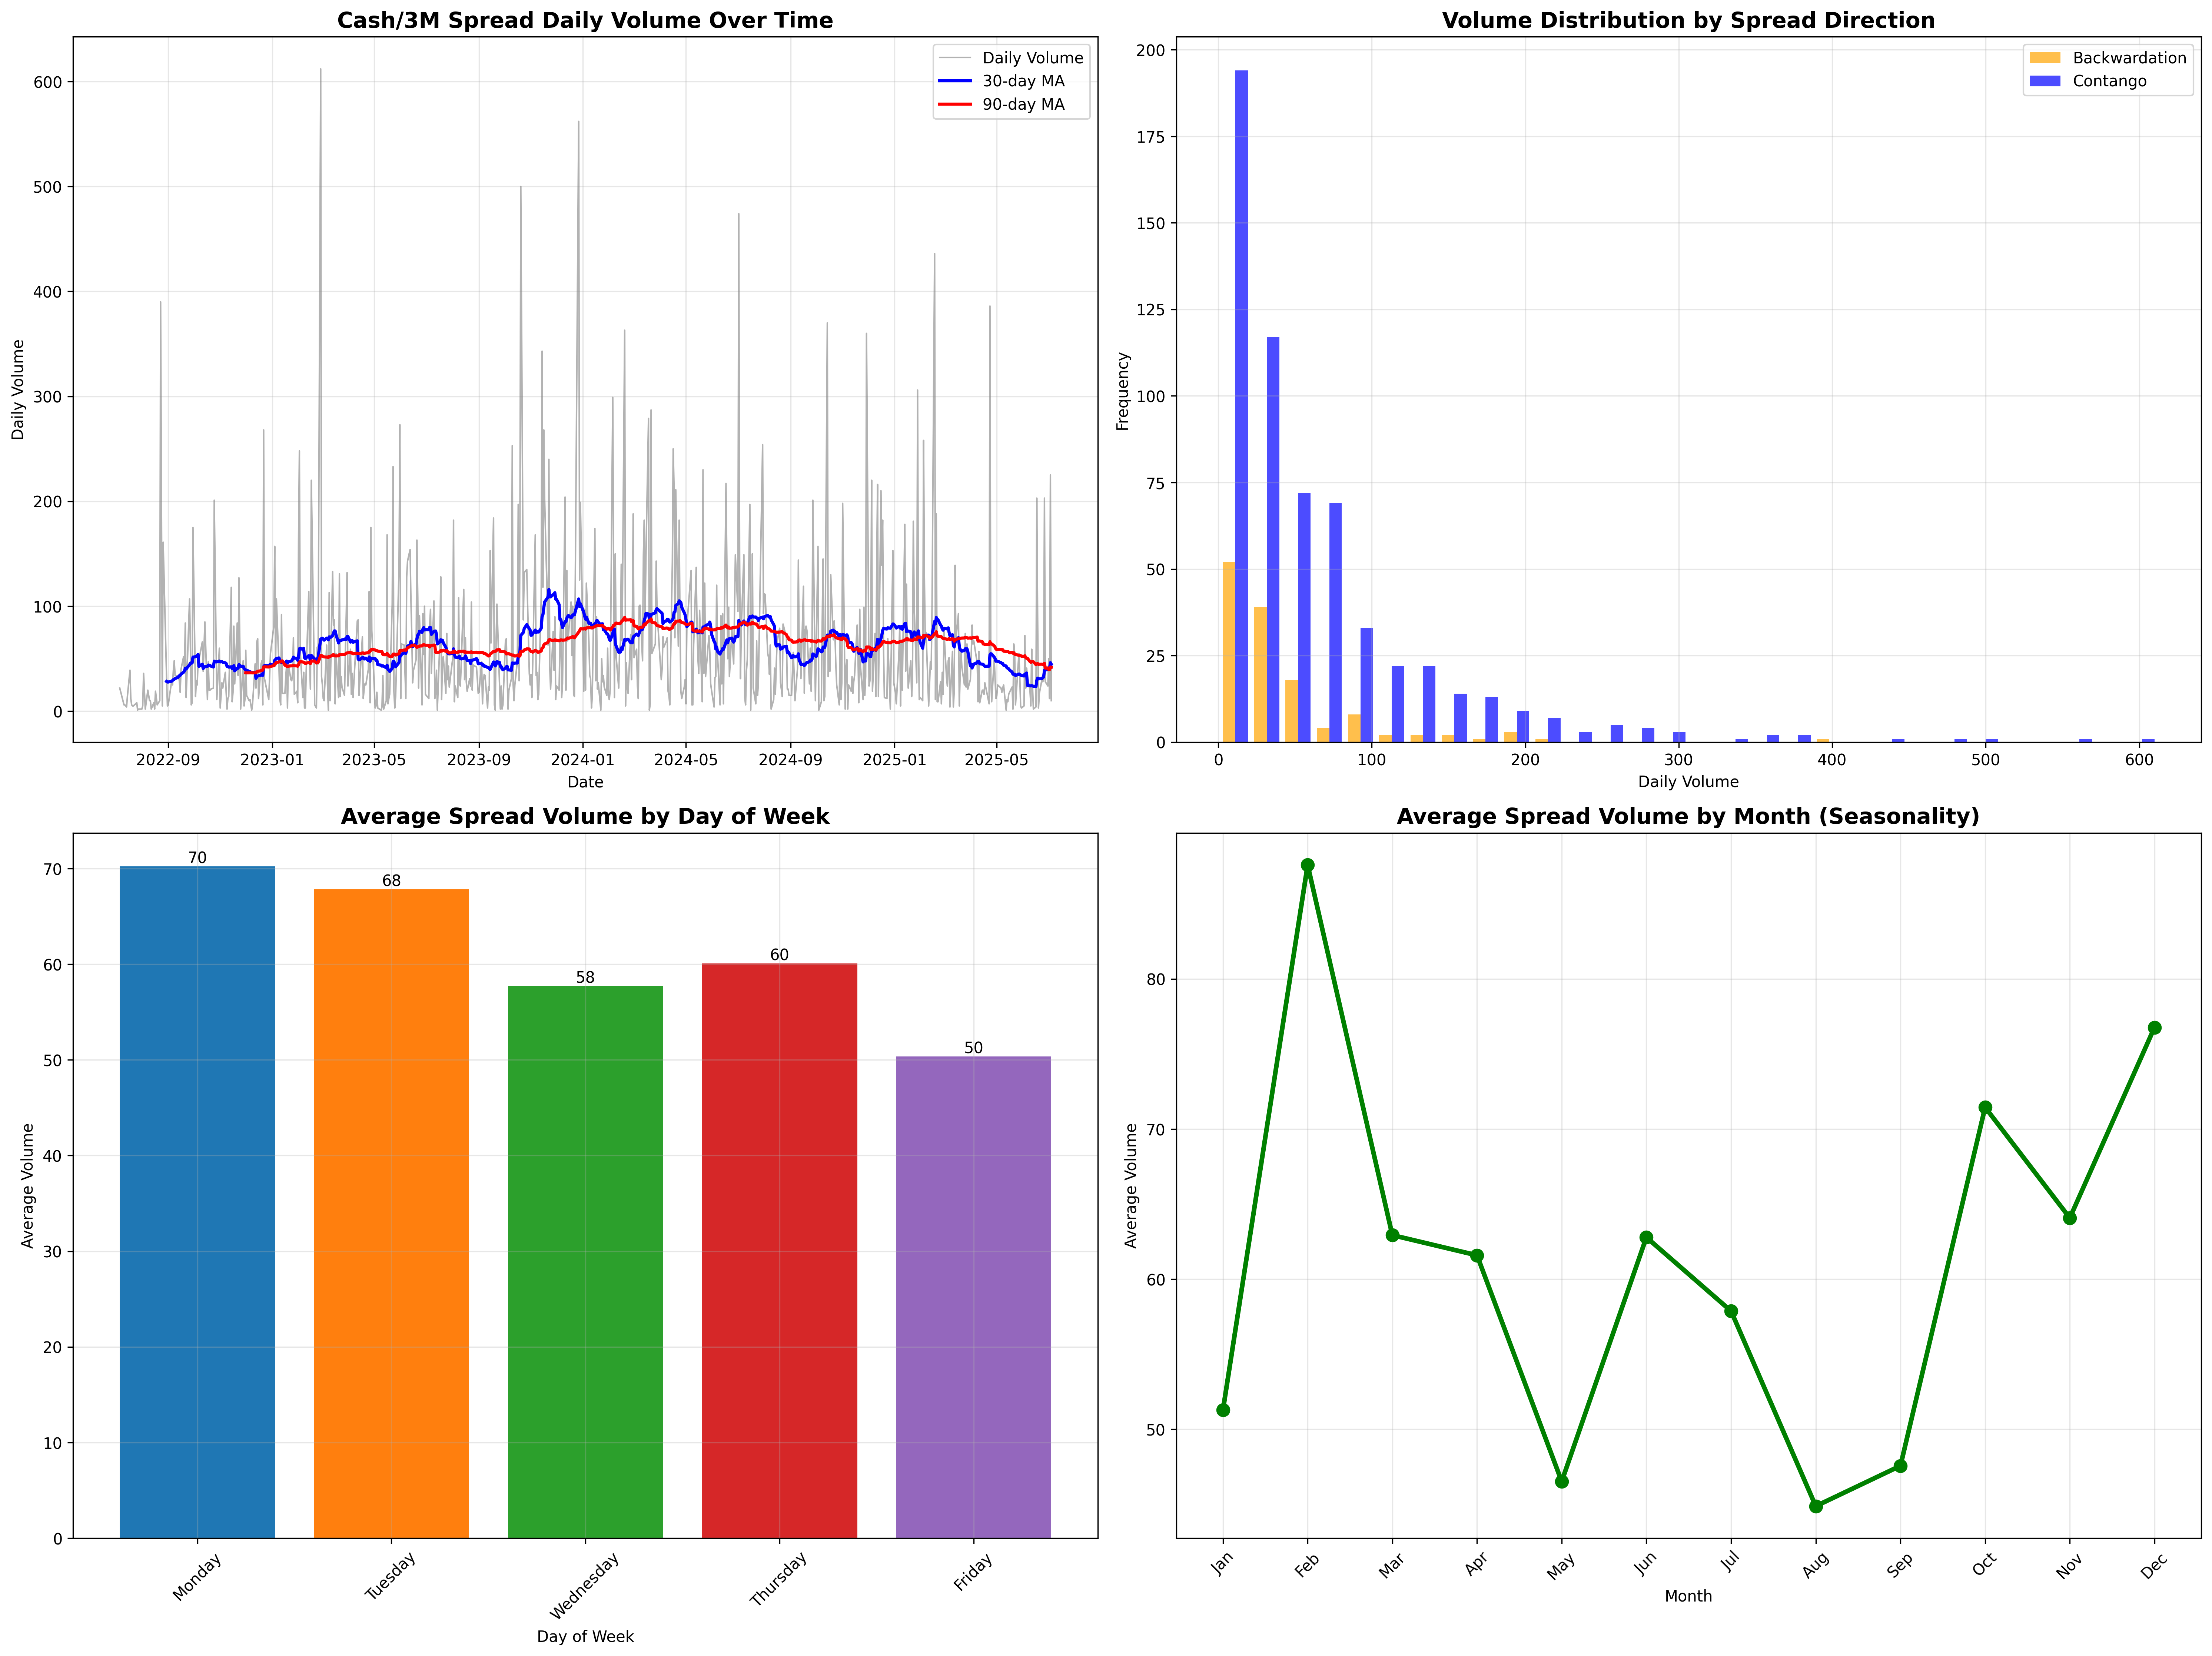 Cash/3M Spread Daily Volume Over Time
Daily Volume
30-day MA
90-day MA
600
500
400
300
200
100
0
Daily Volume
2022-09 2023-01 2023-05 2023-09 2024-01 2024-05 2024-09 2025-01 2025-05
Date
Volume Distribution by Spread Direction
Backwardation
Contango
200
175
150
125
100
75
50
25
0
Frequency
0 100 200 300 400 500 600
Daily Volume
Average Spread Volume by Day of Week
70
68
58
60
50
70
60
50
40
30
20
10
0
Average Volume
Monday Tuesday Wednesday Thursday Friday
Day of Week
Average Spread Volume by Month (Seasonality)
80
70
60
50
Average Volume
Jan Feb Mar Apr May Jun Jul Aug Sep Oct Nov Dec
Month